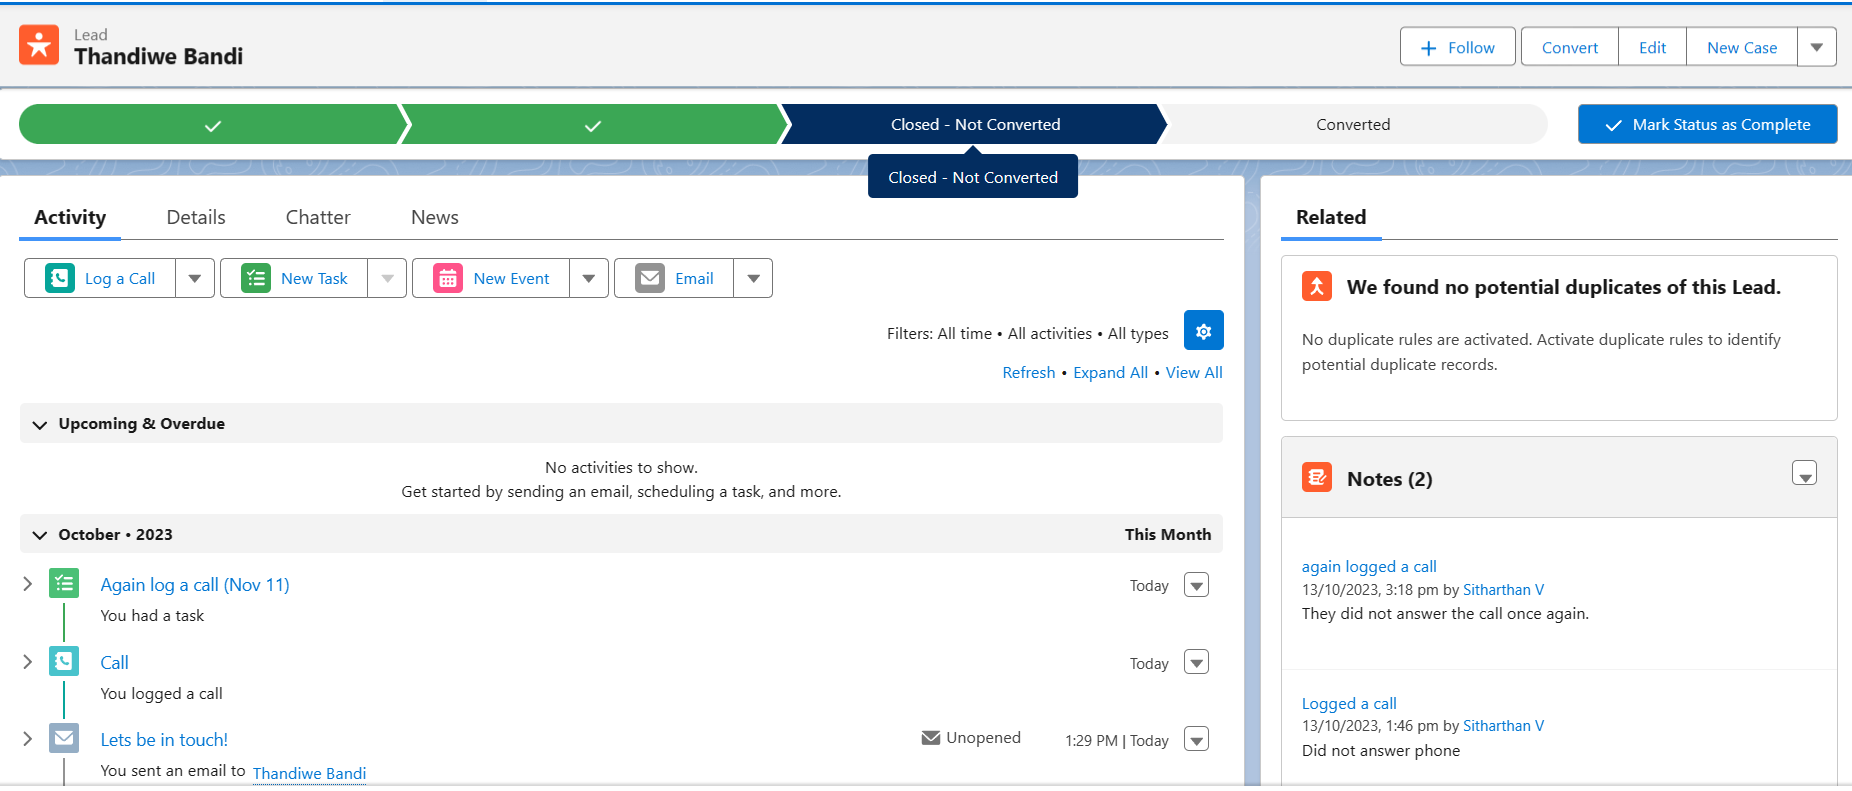 Lead
Thandiwe Bandi
Follow
Convert
Edit
New Case
Closed - Not Converted
Converted
Mark Status as Complete
Closed - Not Converted
Activity
Details
Chatter
News
Log a Call
New Task
New Event
Email
Filters: All time • All activities • All types
Refresh • Expand All • View All
Upcoming & Overdue
No activities to show.
Get started by sending an email, scheduling a task, and more.
October • 2023
This Month
Again log a call (Nov 11)
Today
You had a task
Call
Today
You logged a call
Lets be in touch!
Unopened
1:29 PM | Today
You sent an email to Thandiwe Bandi
Related
We found no potential duplicates of this Lead.
No duplicate rules are activated. Activate duplicate rules to identify
potential duplicate records.
Notes (2)
again logged a call
13/10/2023, 3:18 pm by Sitharthan V
They did not answer the call once again.
Logged a call
13/10/2023, 1:46 pm by Sitharthan V
Did not answer phone